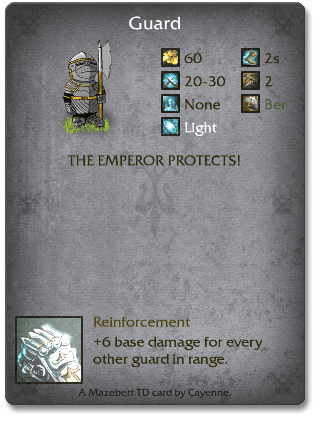 Guard
60 2s
20-30 2
None Ber
Light
THE EMPEROR PROTECTS!
Reinforcement
+6 base damage for every
other guard in range.
A Mazebert TD card by Cayenne.